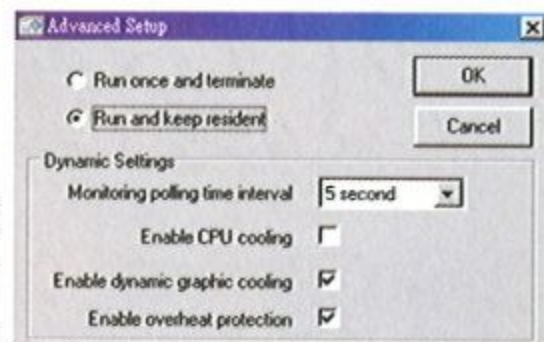 Advanced Setup
Run once and terminate
OK
Run and keep resident
Cancel
Dynamic Settings
Monitoring polling time interval 5 second
Enable CPU cooling
Enable dynamic graphic cooling
Enable overheat protection